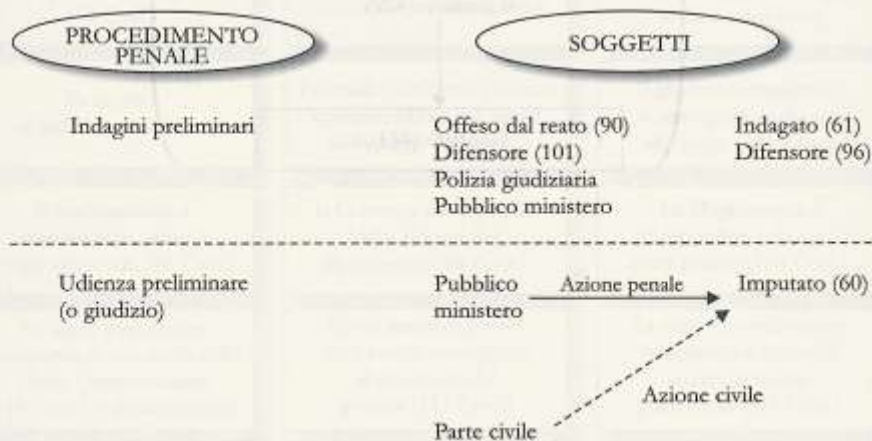 PROCEDIMENTO
PENALE
SOGGETTI
Indagini preliminari
Offeso dal reato (90)
Difensore (101)
Polizia giudiziaria
Pubblico ministero
Indagato (61)
Difensore (96)
Udienza preliminare
(o giudizio)
Pubblico
ministero
Azione penale
Imputato (60)
Azione civile
Parte civile